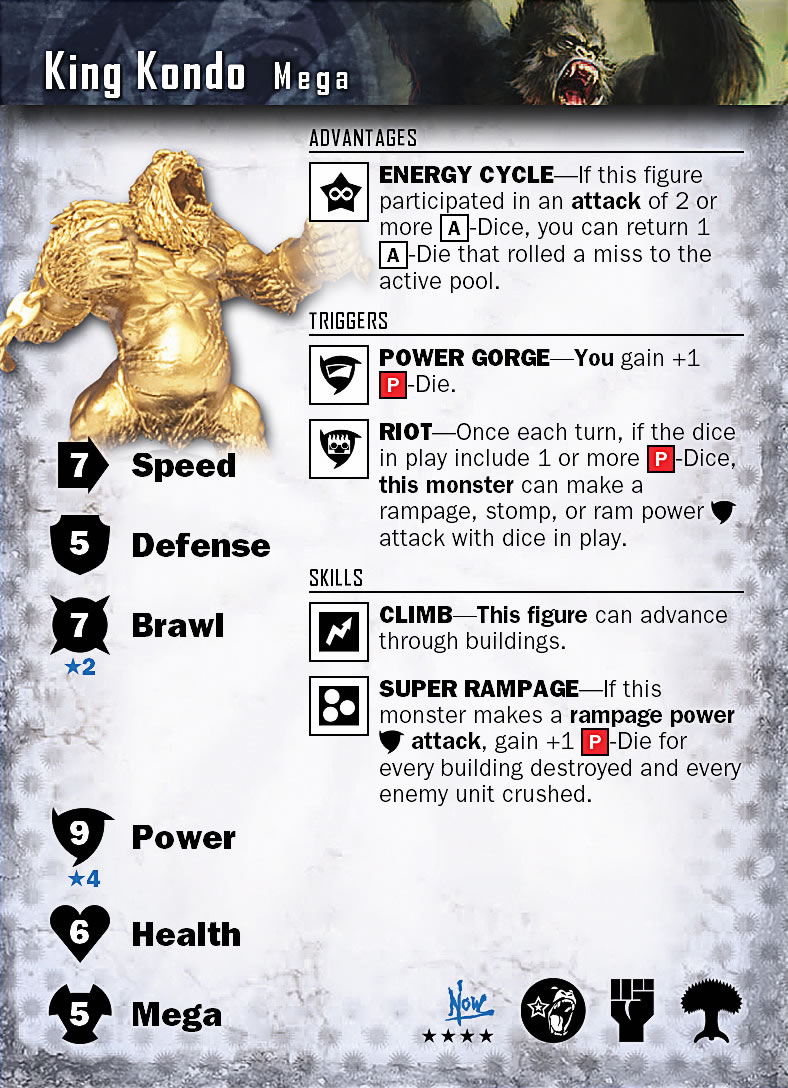 King Kondo Mega
ADVANTAGES
ENERGY CYCLE—If this figure
participated in an attack of 2 or
more A-Dice, you can return 1
A-Die that rolled a miss to the
active pool.
TRIGGERS
POWER GORGE—You gain +1
P-Die.
RIOT—Once each turn, if the dice
in play include 1 or more P-Dice,
this monster can make a
rampage, stomp, or ram power
attack with dice in play.
SKILLS
CLIMB—This figure can advance
through buildings.
SUPER RAMPAGE—If this
monster makes a rampage power
attack, gain +1 P-Die for
every building destroyed and every
enemy unit crushed.
7 Speed
5 Defense
7 Brawl
★2
9 Power
★4
6 Health
5 Mega
Now
★★★★